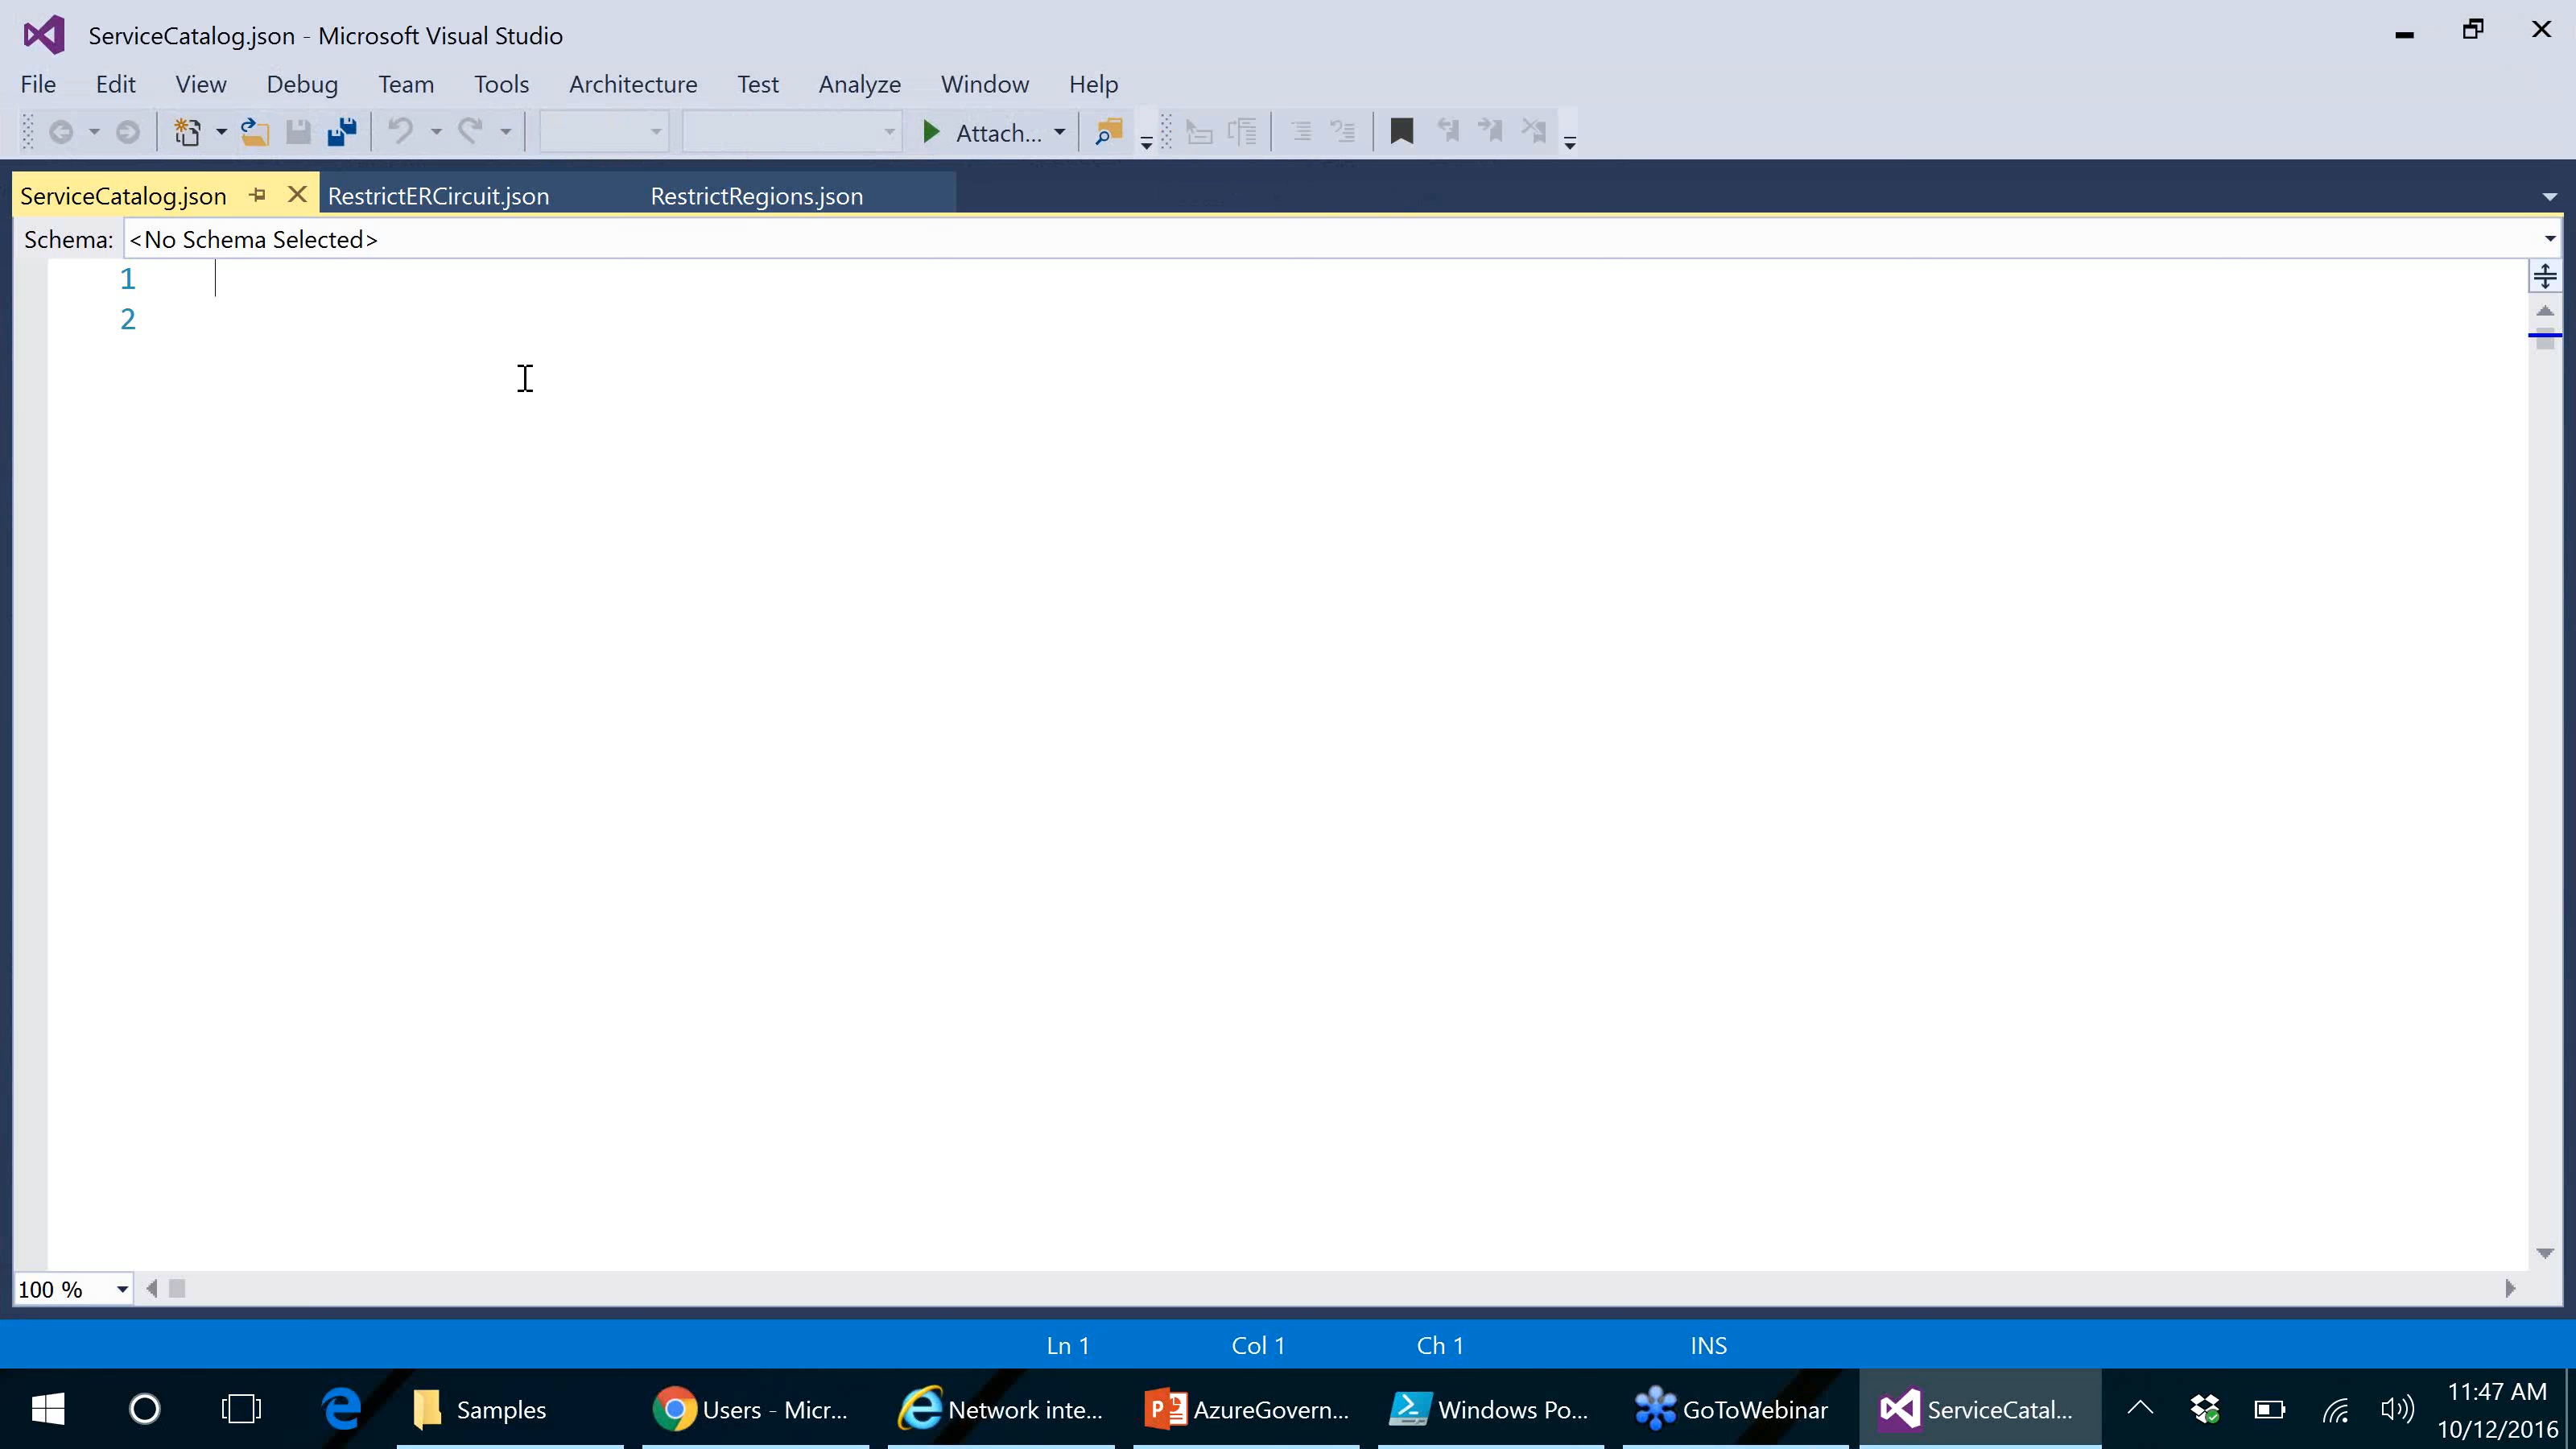 ServiceCatalog.json - Microsoft Visual Studio
File Edit View Debug Team Tools Architecture Test Analyze Window Help
Attach...
ServiceCatalog.json RestrictERCircuit.json RestrictRegions.json
Schema: <No Schema Selected>
1
2
100 %
Ln 1 Col 1 Ch 1 INS
Samples Users - Micr... Network inte... AzureGovern... Windows Po... GoToWebinar ServiceCatal... 11:47 AM
10/12/2016